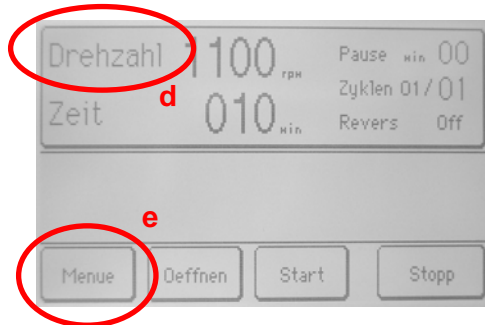 Drehzahl 1100 rpm Pause min 00
d Zyklen 01/01
Zeit 010 min Revers Off
e
Menue Oeffnen Start Stopp